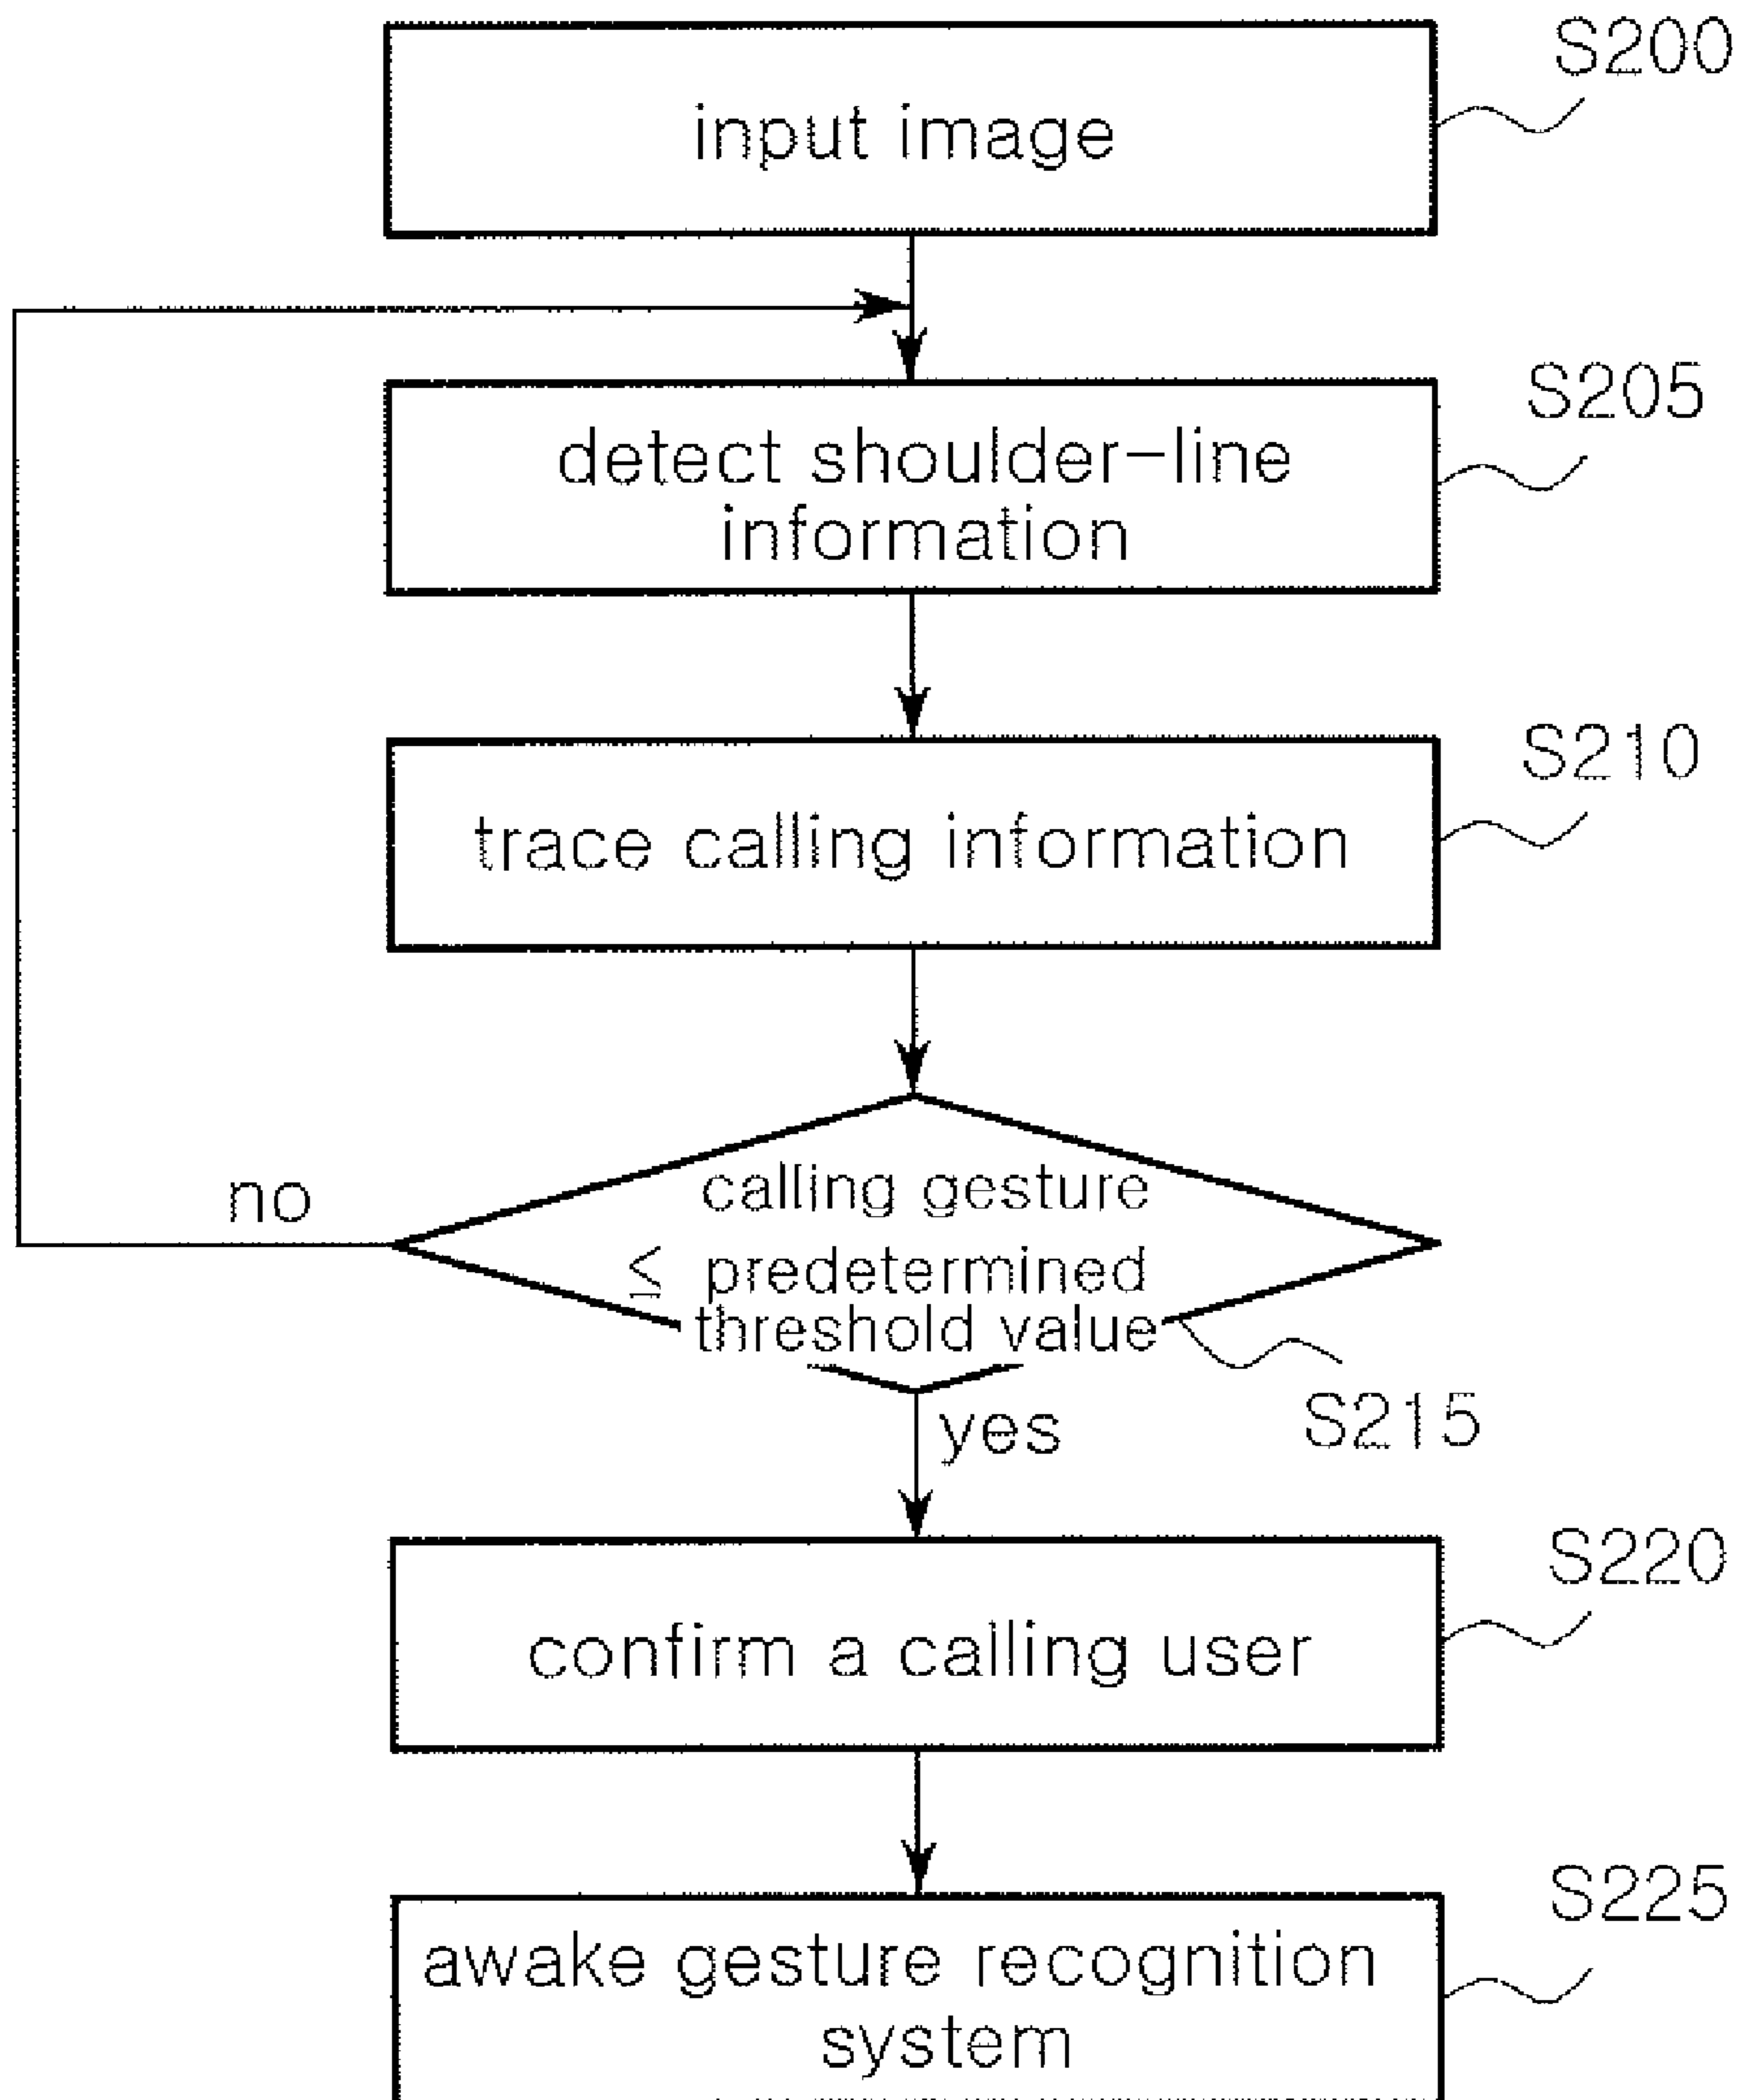 S200
input image
S205
detect shoulder-line
information
S210
trace calling information
no
calling gesture
≤ predetermined
threshold value
S215
yes
S220
confirm a calling user
S225
awake gesture recognition
system